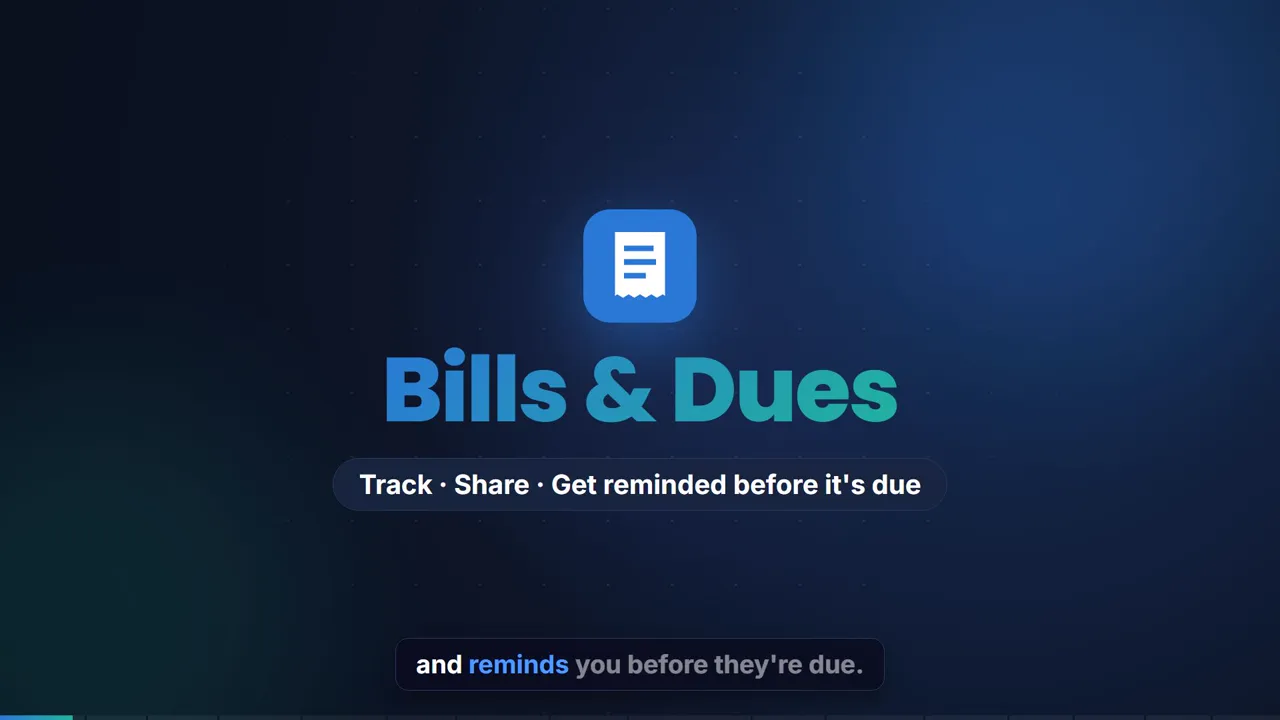 Bills & Dues
Track · Share · Get reminded before it's due
and reminds you before they're due.